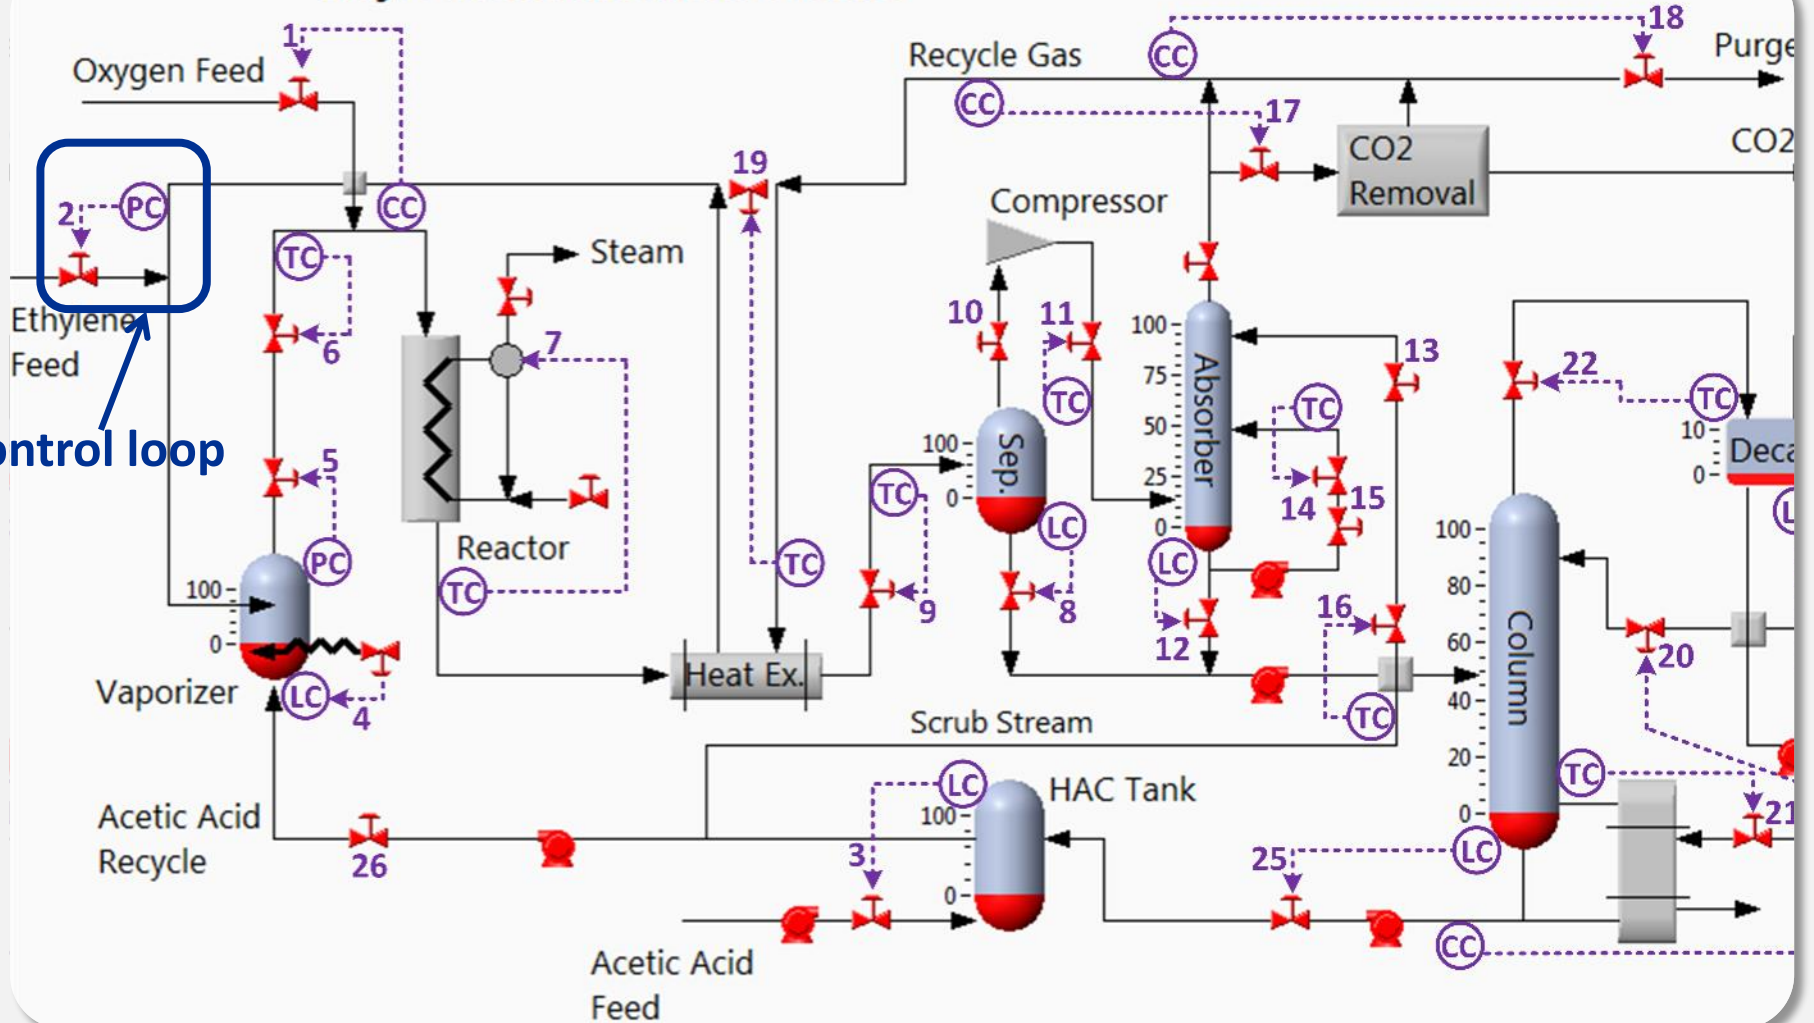 1
18
Oxygen Feed
Recycle Gas
CC
Purge
CC
17
19
CO2
Removal
CO2
2
PC
CC
Compressor
TC
Steam
Ethylene
Feed
6
7
10
11
100
75
50
25
0
Absorber
13
22
TC
TC
TC
10
0
Deca
ontrol loop
5
100
0
Sep.
TC
14
15
Reactor
PC
TC
TC
LC
LC
100
80
60
40
20
0
Column
100
0
9
8
16
12
20
Vaporizer
LC
4
Heat Ex.
TC
Scrub Stream
LC
HAC Tank
TC
21
Acetic Acid
Recycle
26
100
0
3
25
LC
CC
Acetic Acid
Feed